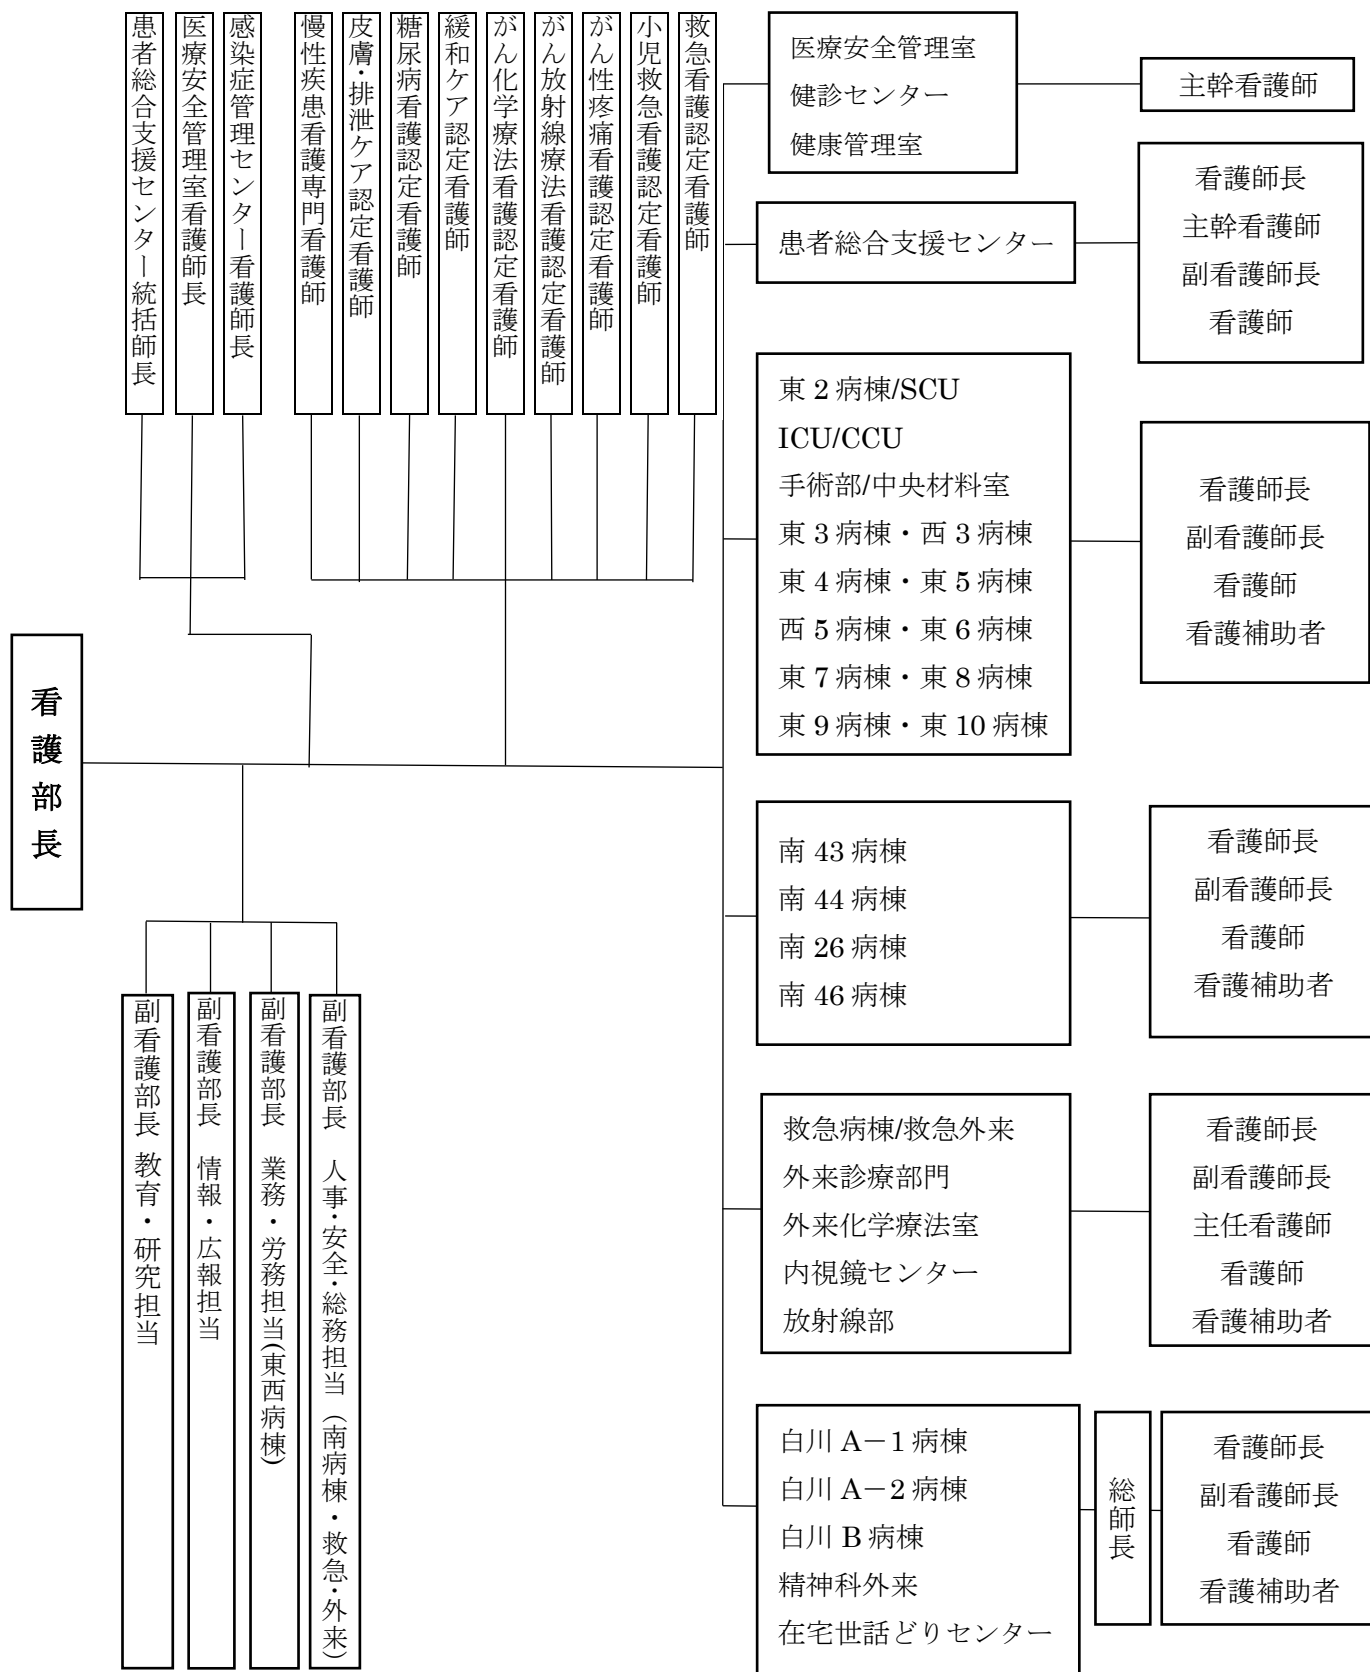 患者総合支援センター統括師長
医療安全管理室看護師長
感染症管理センター看護師長
慢性疾患看護専門看護師
皮膚・排泄ケア認定看護師
糖尿病看護認定看護師
緩和ケア認定看護師
がん化学療法看護認定看護師
がん放射線療法看護認定看護師
がん性疼痛看護認定看護師
小児救急看護認定看護師
救急看護認定看護師
看護部長
副看護部長 教育・研究担当
副看護部長 情報・広報担当
副看護部長 業務・労務担当(東西病棟)
副看護部長 人事・安全・総務担当（南病棟・救急・外来）
医療安全管理室
健診センター
健康管理室
主幹看護師
患者総合支援センター
看護師長
主幹看護師
副看護師長
看護師
東 2 病棟/SCU
ICU/CCU
手術部/中央材料室
東 3 病棟・西 3 病棟
東 4 病棟・東 5 病棟
西 5 病棟・東 6 病棟
東 7 病棟・東 8 病棟
東 9 病棟・東 10 病棟
看護師長
副看護師長
看護師
看護補助者
南 43 病棟
南 44 病棟
南 26 病棟
南 46 病棟
看護師長
副看護師長
看護師
看護補助者
救急病棟/救急外来
外来診療部門
外来化学療法室
内視鏡センター
放射線部
看護師長
副看護師長
主任看護師
看護師
看護補助者
白川 A－1 病棟
白川 A－2 病棟
白川 B 病棟
精神科外来
在宅世話どりセンター
総師長
看護師長
副看護師長
看護師
看護補助者